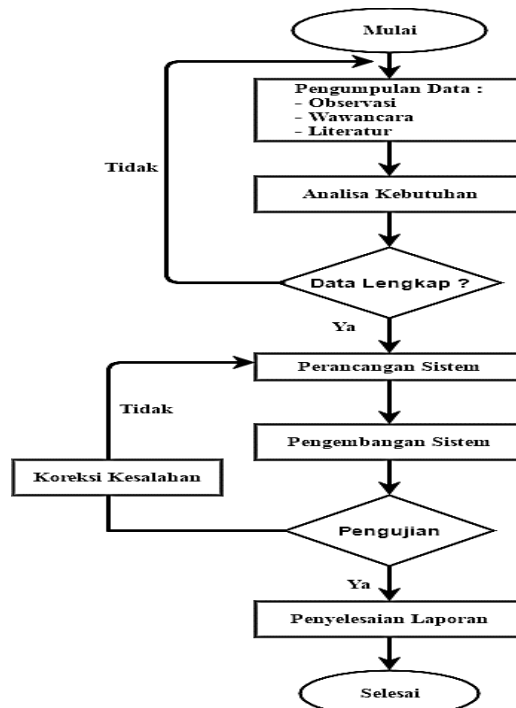 Mulai
Pengumpulan Data :
- Observasi
- Wawancara
- Literatur
Tidak
Analisa Kebutuhan
Data Lengkap ?
Ya
Perancangan Sistem
Tidak
Pengembangan Sistem
Koreksi Kesalahan
Pengujian
Ya
Penyelesaian Laporan
Selesai